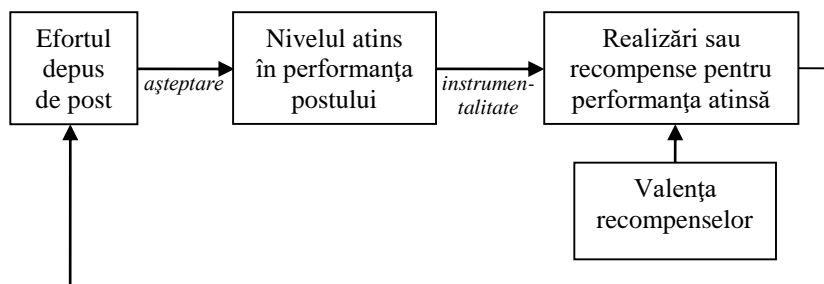 Efortul
depus
de post
aşteptare
Nivelul atins
în performanţa
postului
instrumen-
talitate
Realizări sau
recompense pentru
performanţa atinsă
Valenţa
recompenselor